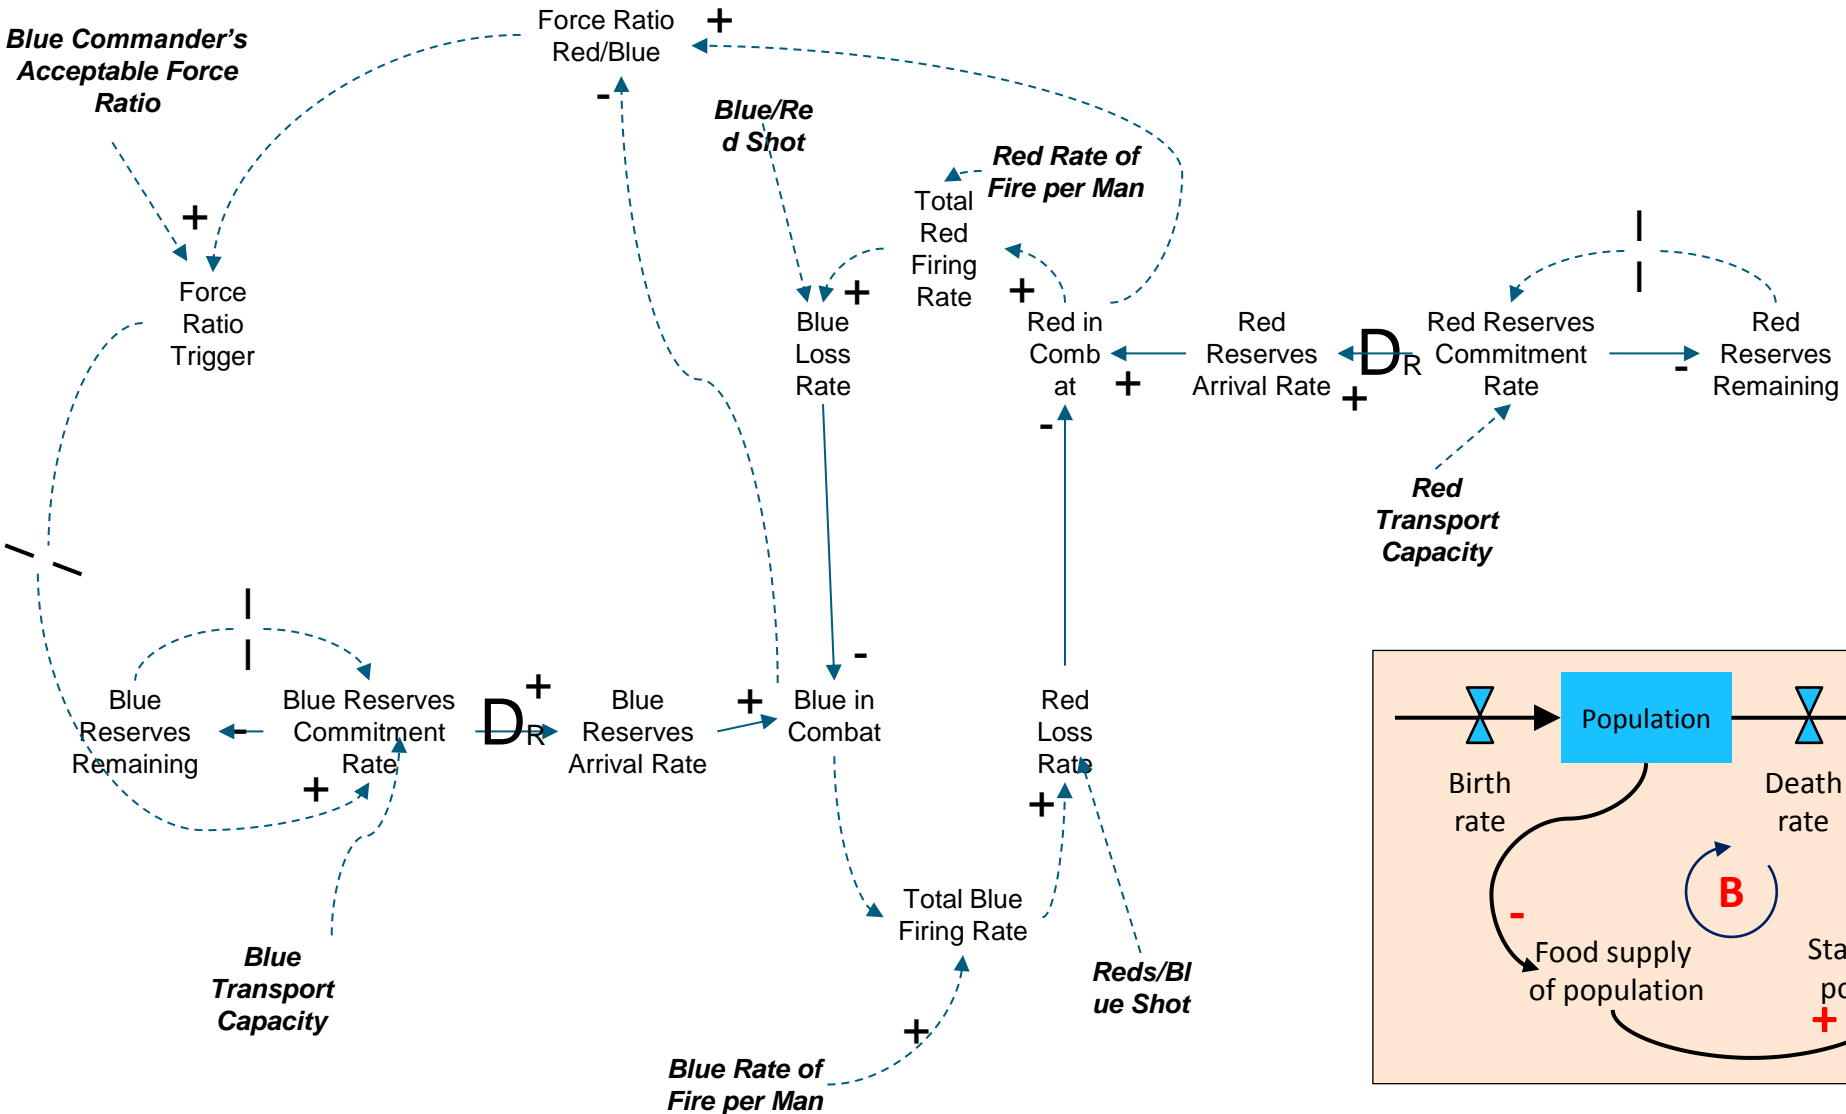 Blue Commander's
Acceptable Force
Ratio
Force Ratio
Red/Blue
+
-
Blue/Re
d Shot
Red Rate of
Fire per Man
Total
Red
Firing
Rate
+
Force
Ratio
Trigger
Blue
Loss
Rate
+
+
Red in
Comb
at
+
-
Red
Reserves
Arrival Rate
+
DR
Red Reserves
Commitment
Rate
-
Red
Reserves
Remaining
Red
Transport
Capacity
Blue
Reserves
Remaining
-
Blue Reserves
Commitment
Rate
+
DR
+
Blue
Reserves
Arrival Rate
+
-
Blue in
Combat
Red
Loss
Rate
+
Blue
Transport
Capacity
Total Blue
Firing Rate
Reds/Bl
ue Shot
+
Blue Rate of
Fire per Man
Population
Birth
rate
Death
rate
B
-
Food supply
of population
Sta
po
+